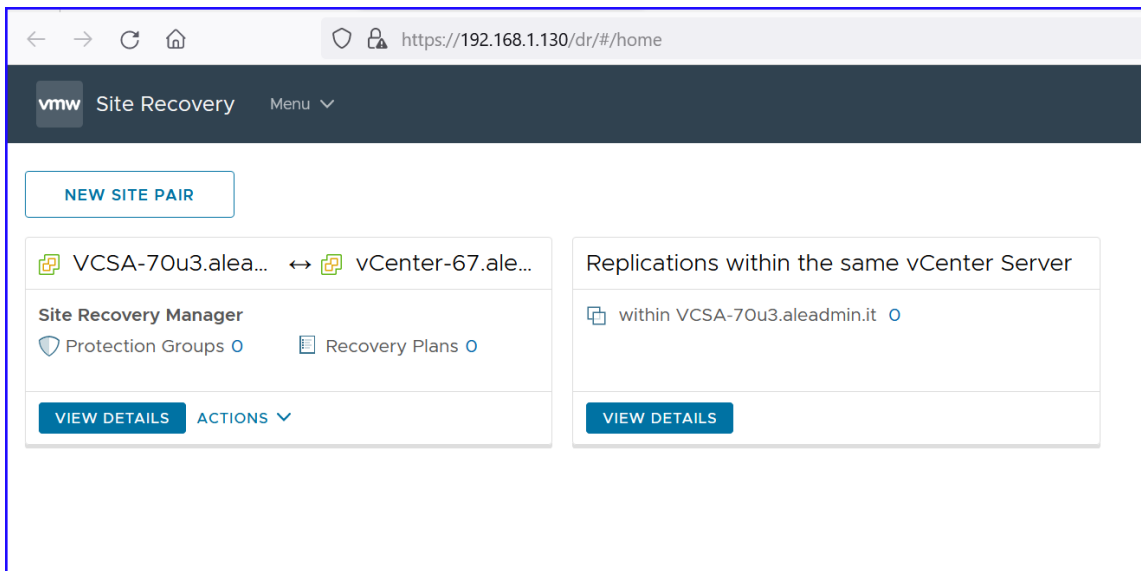 https://192.168.1.130/dr/#/home
vmw Site Recovery Menu
NEW SITE PAIR
VCSA-70u3.alea... ↔ vCenter-67.ale...
Site Recovery Manager
Protection Groups 0 Recovery Plans 0
VIEW DETAILS ACTIONS
Replications within the same vCenter Server
within VCSA-70u3.aleadmin.it 0
VIEW DETAILS